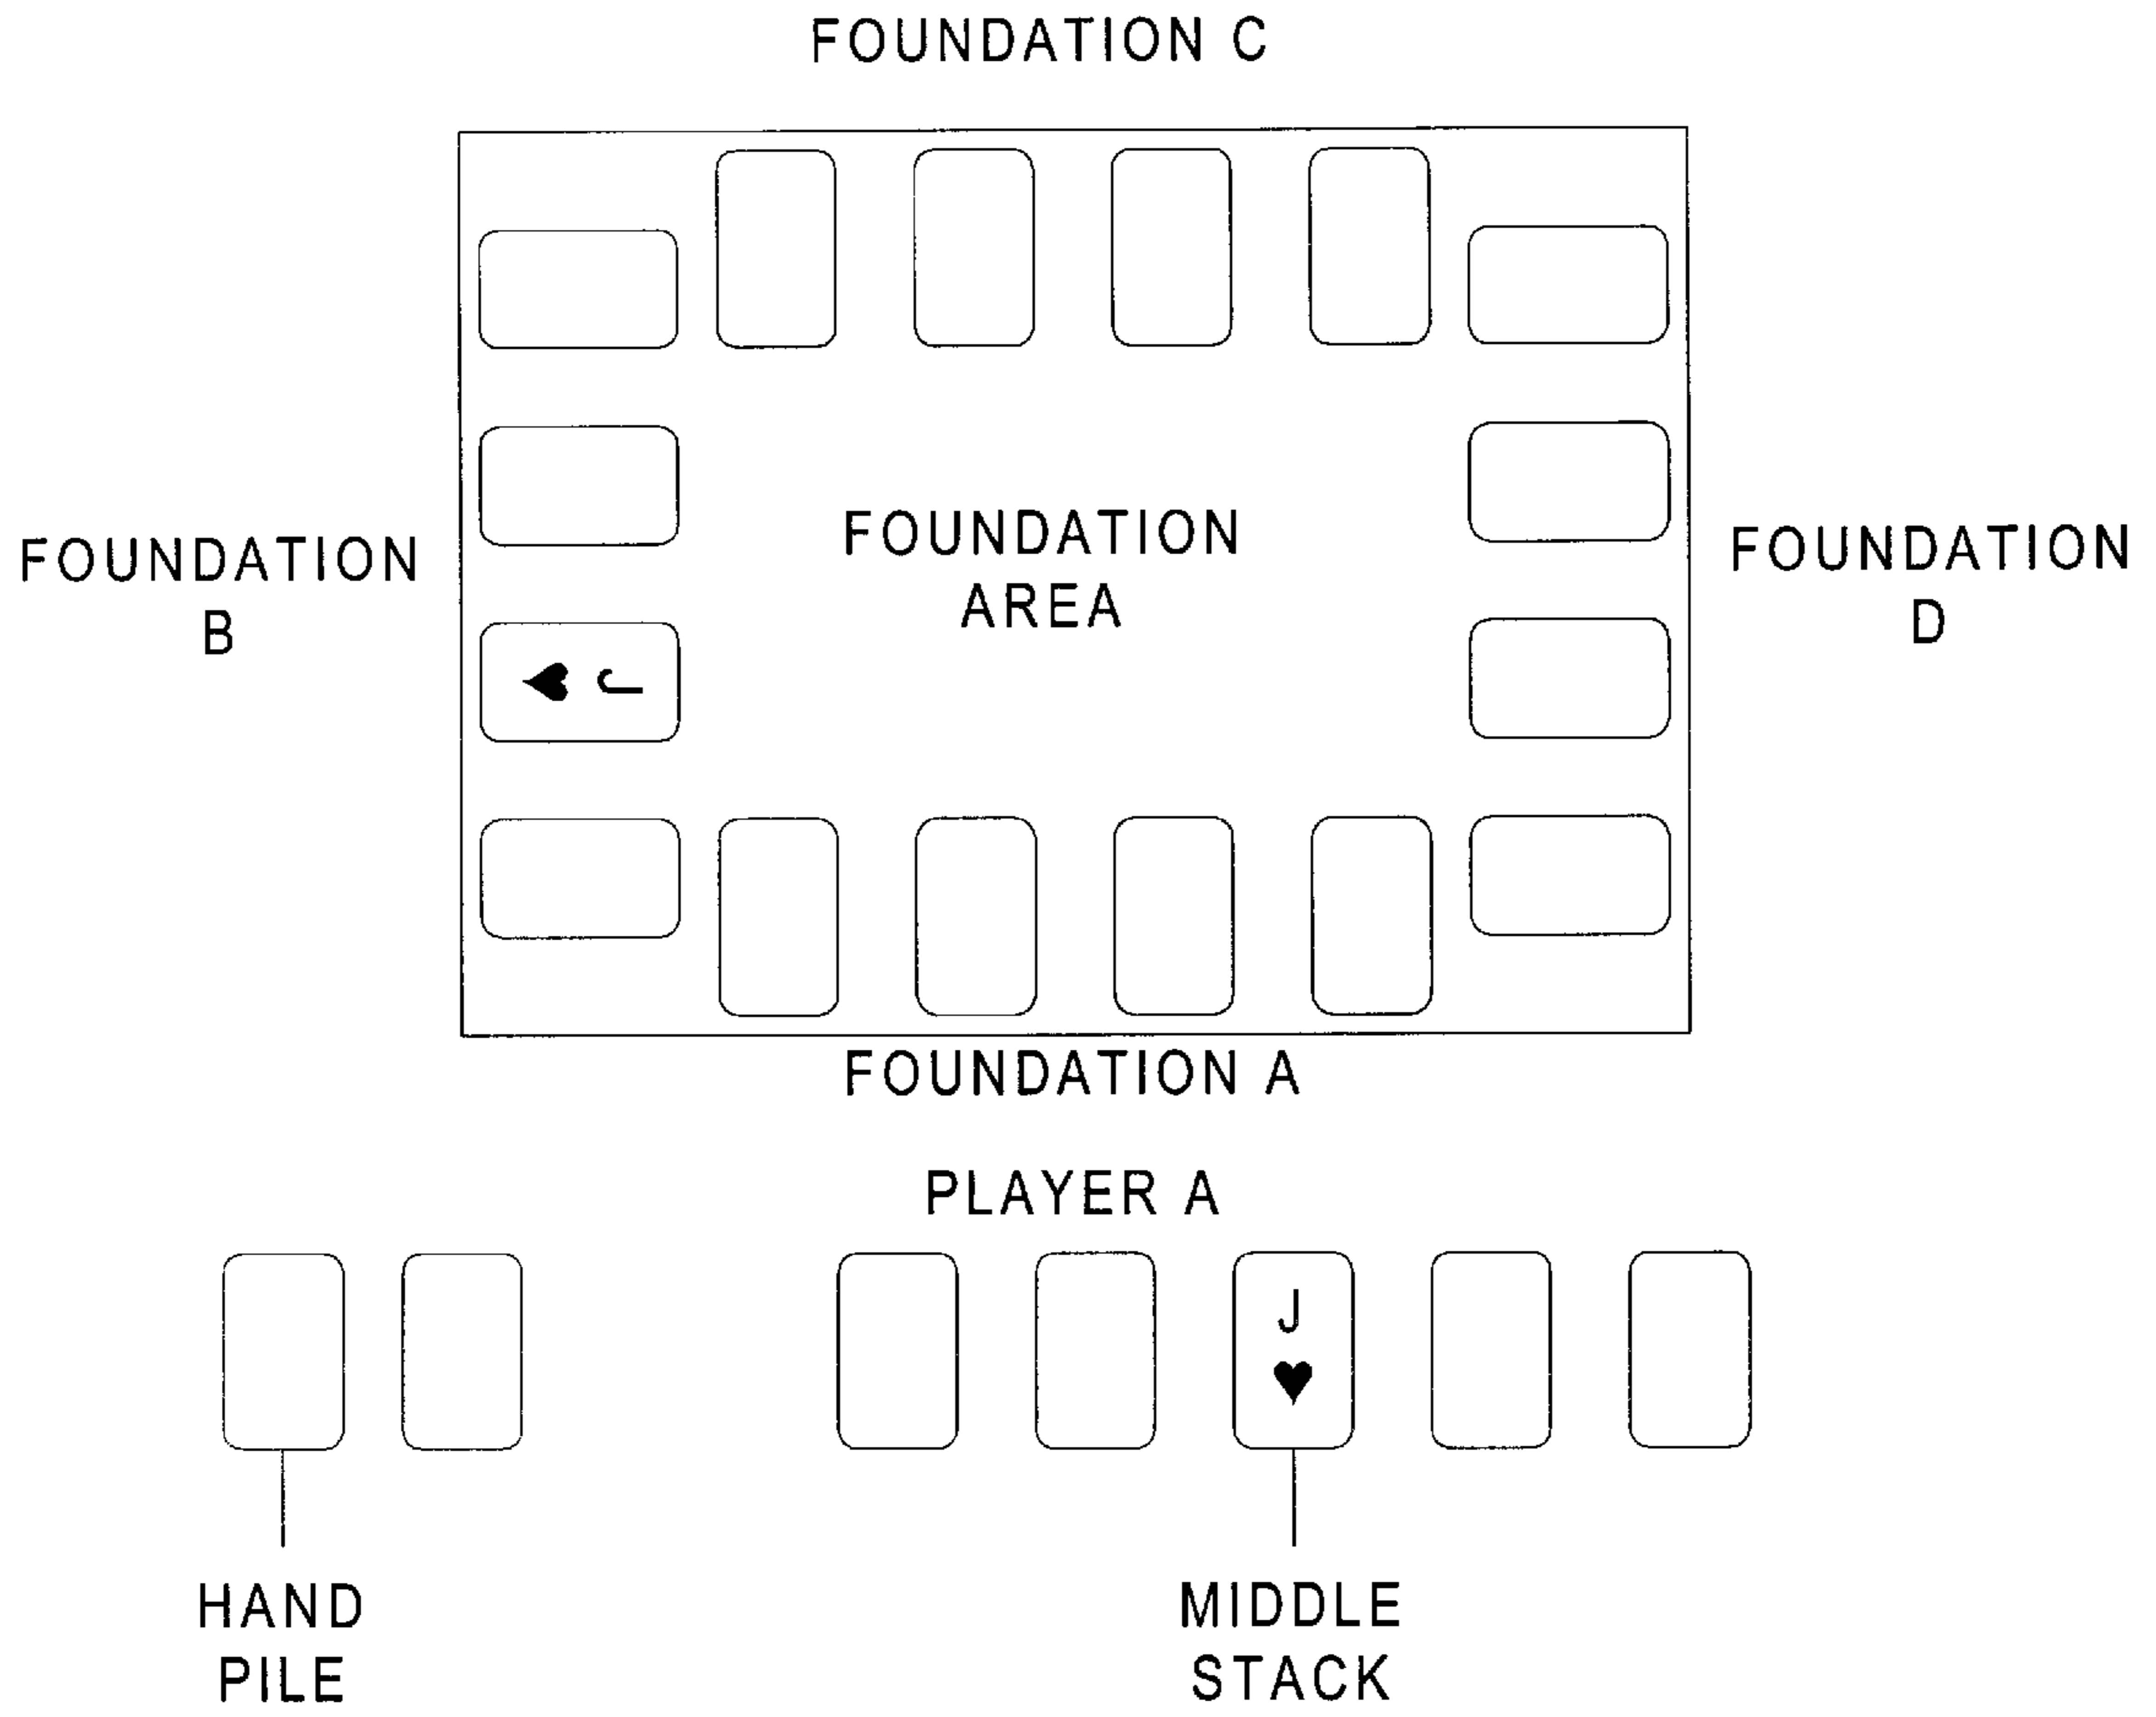 FOUNDATION C
FOUNDATION
B
FOUNDATION
AREA
FOUNDATION
D
J
FOUNDATION A
PLAYER A
J
HAND
PILE
MIDDLE
STACK